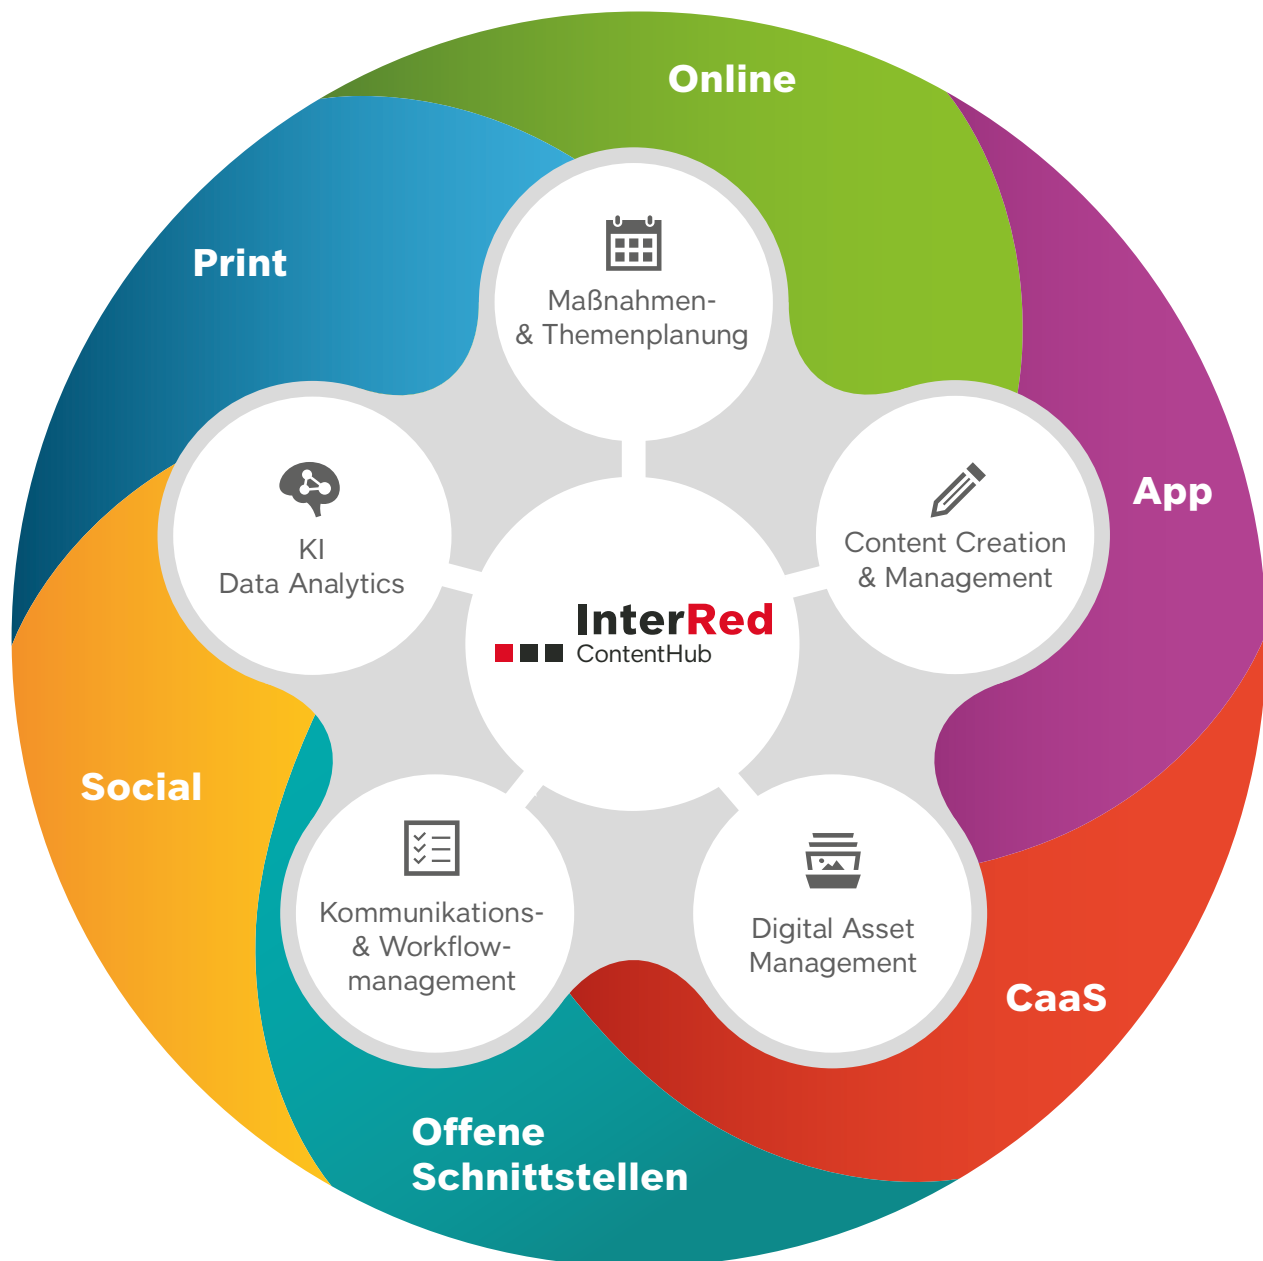 Online
Print
Maßnahmen-
& Themenplanung
App
KI
Data Analytics
Content Creation
& Management
InterRed
ContentHub
Social
Kommunikations-
& Workflow-
management
Digital Asset
Management
CaaS
Offene
Schnittstellen